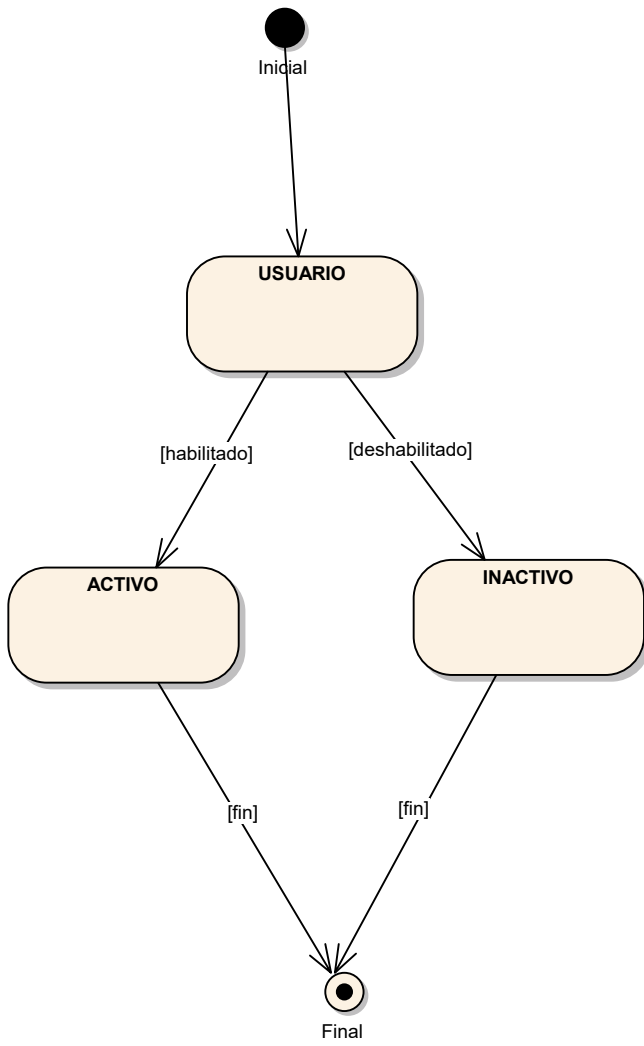 Inicial
USUARIO
[habilitado]
[deshabilitado]
ACTIVO
INACTIVO
[fin]
[fin]
Final